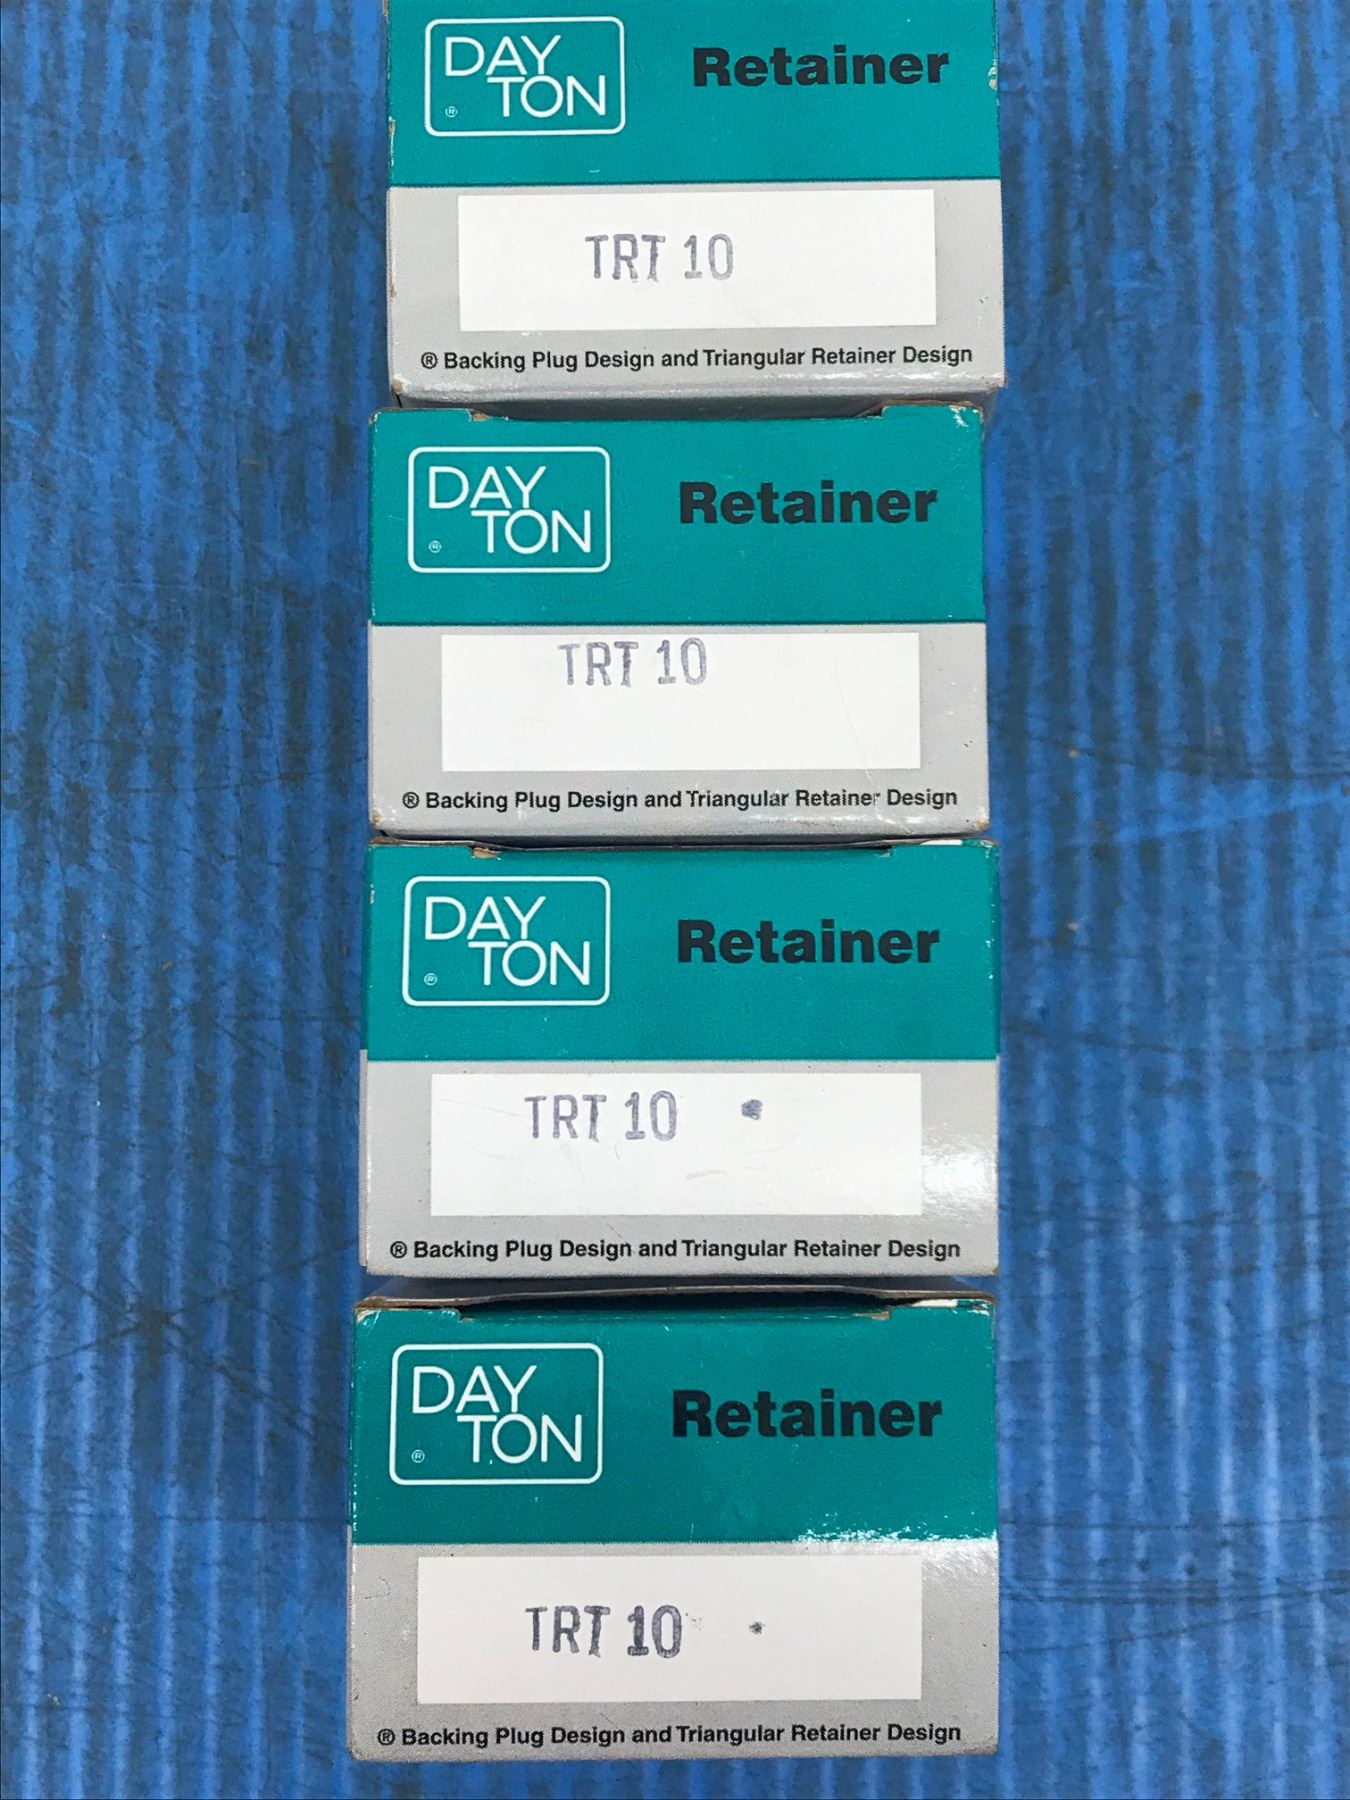 DAY
TON
®
Retainer
TRT 10
® Backing Plug Design and Triangular Retainer Design
DAY
TON
®
Retainer
TRT 10
® Backing Plug Design and Triangular Retainer Design
DAY
TON
®
Retainer
TRT 10
® Backing Plug Design and Triangular Retainer Design
DAY
TON
®
Retainer
TRT 10
® Backing Plug Design and Triangular Retainer Design